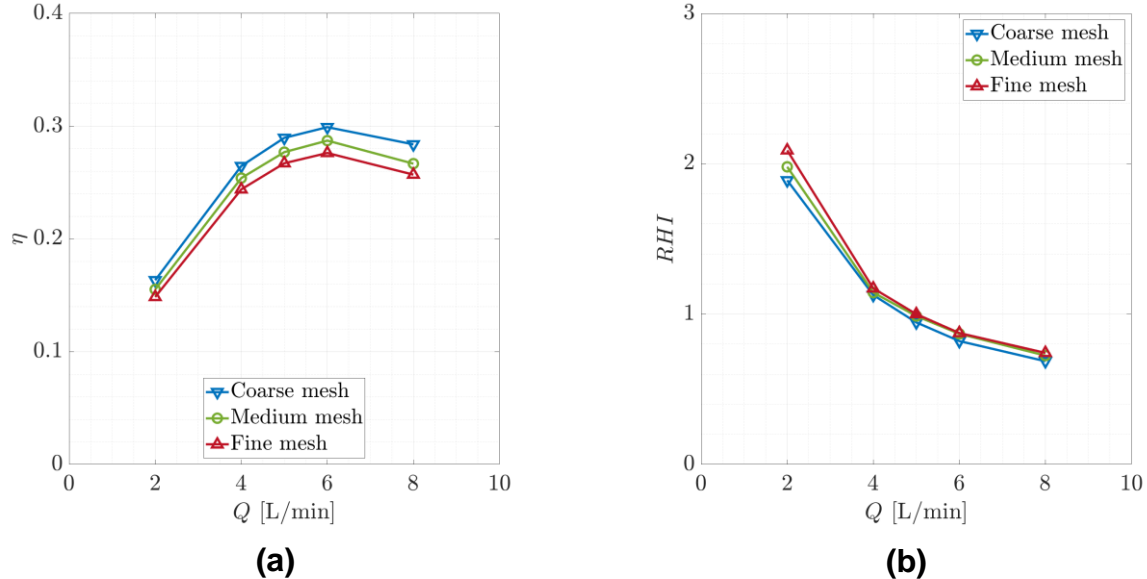 0.4
0.3
0.2
0.1
0
η
Coarse mesh
Medium mesh
Fine mesh
0 2 4 6 8 10
Q [L/min]
(a)
3
2
1
0
RHI
Coarse mesh
Medium mesh
Fine mesh
0 2 4 6 8 10
Q [L/min]
(b)